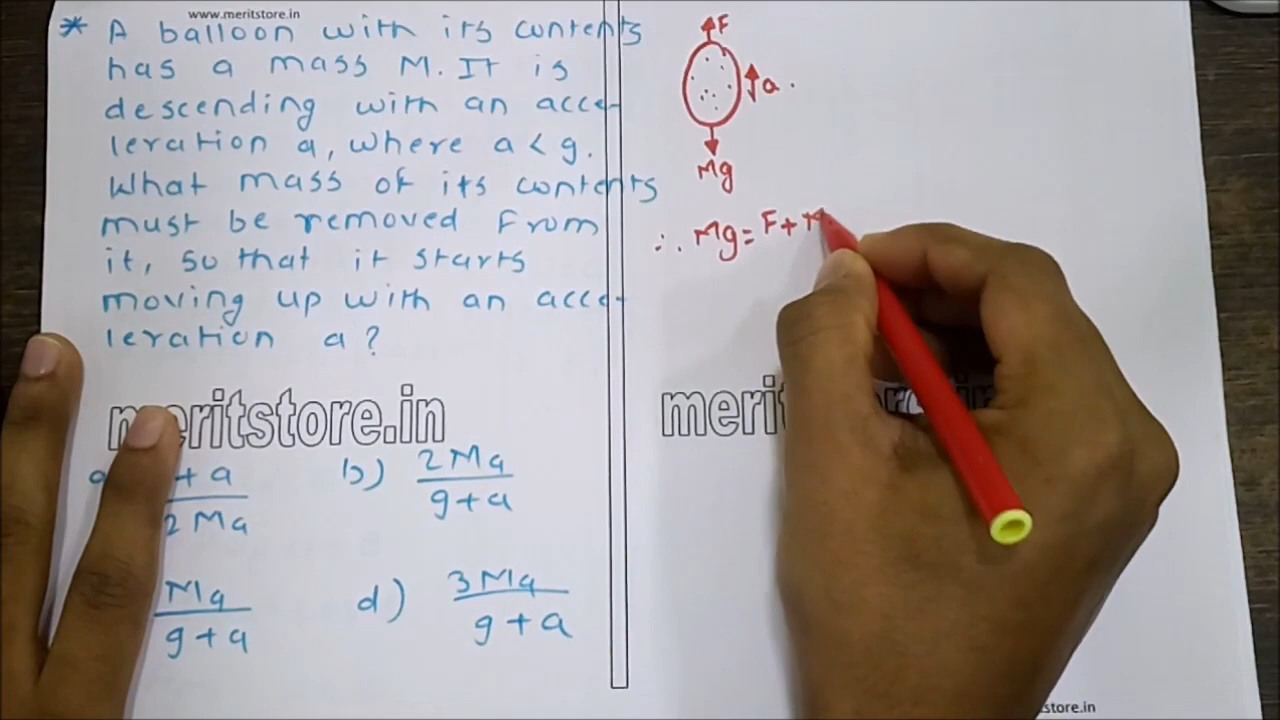 www.meritstore.in
* A balloon with its contents
has a mass M. It is
descending with an acce-
leration a, where a < g.
What mass of its contents
must be removed from
it, so that it starts
moving up with an acce-
leration a?
meritstore.in
+ a
2 Ma
b) 2Ma
g+a
Ma
g+a
d) 3Ma
g+a
F
a.
Mg
∴ Mg = F + M
merit
store.in